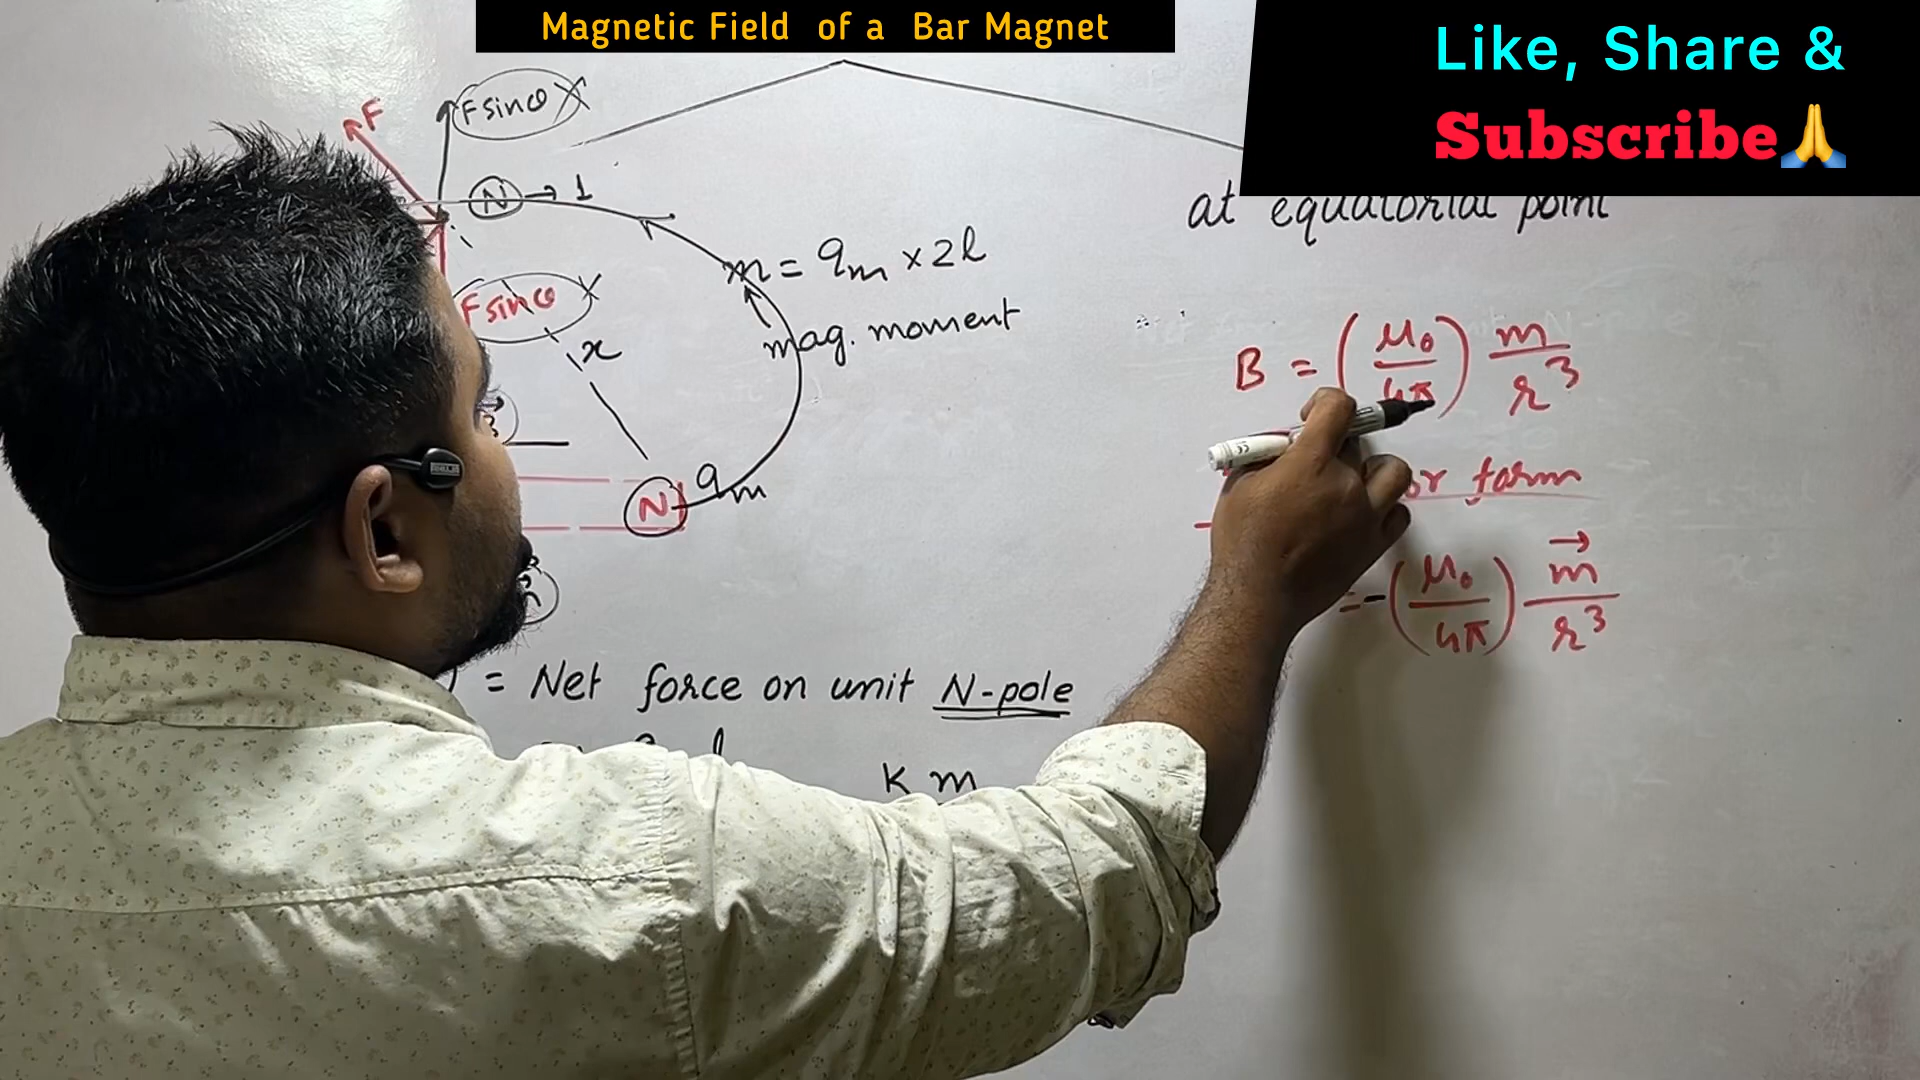 Magnetic Field of a Bar Magnet
Like, Share &
Subscribe🙏
F
F sinθ
N → 1
at equatorial point
m = qm × 2l
F sinθ
x
mag. moment
B = (μ₀/4π) m/r³
N
qm
or form
= -(μ₀/4π) m⃗/r³
= Net force on unit N-pole
K m